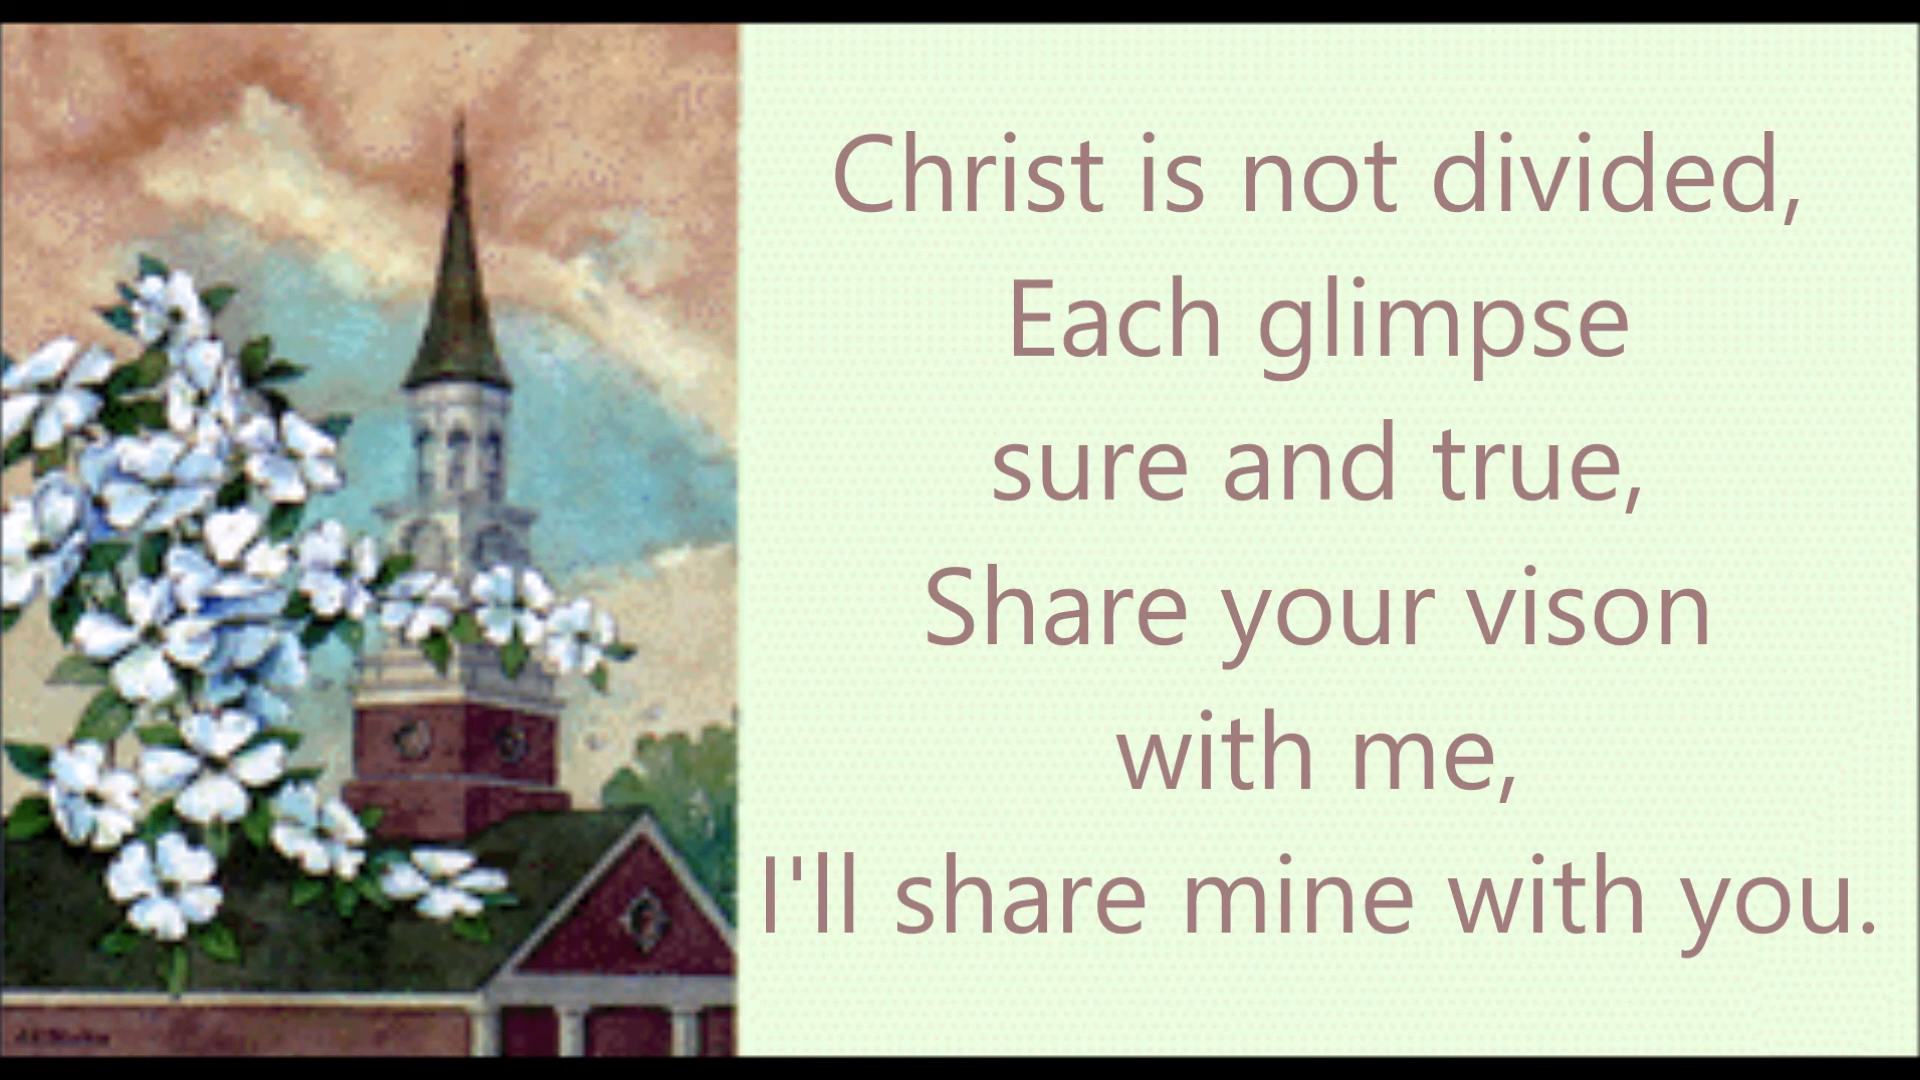 Christ is not divided,
Each glimpse
sure and true,
Share your vison
with me,
I'll share mine with you.